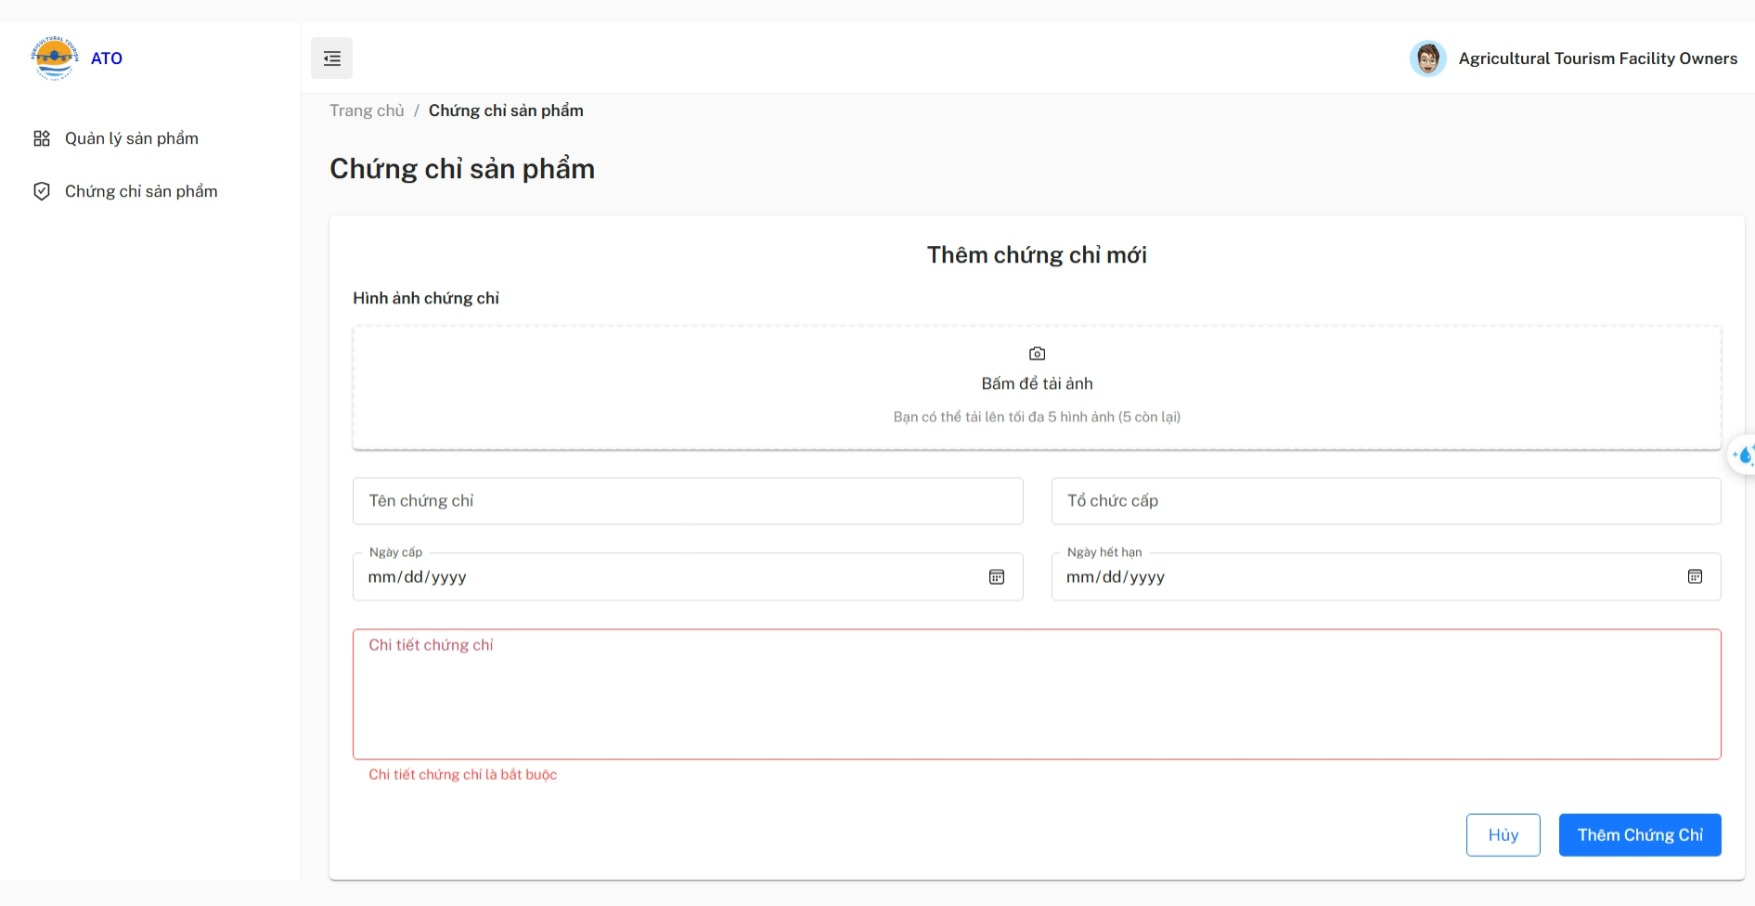 ATO
Agricultural Tourism Facility Owners
Quản lý sản phẩm
Chứng chỉ sản phẩm
Trang chủ / Chứng chỉ sản phẩm
Chứng chỉ sản phẩm
Thêm chứng chỉ mới
Hình ảnh chứng chỉ
Bấm để tải ảnh
Bạn có thể tải lên tối đa 5 hình ảnh (5 còn lại)
Tên chứng chỉ
Tổ chức cấp
Ngày cấp
mm/dd/yyyy
Ngày hết hạn
mm/dd/yyyy
Chi tiết chứng chỉ
Chi tiết chứng chỉ là bắt buộc
Hủy
Thêm Chứng Chỉ